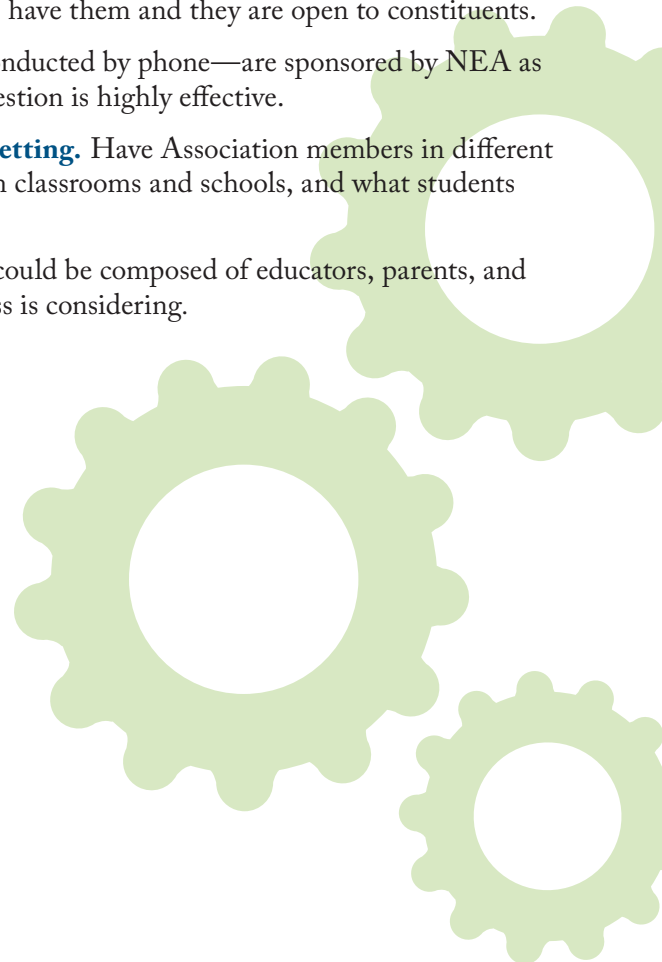 have them and they are open to constituents.
onducted by phone—are sponsored by NEA as
estion is highly effective.
etting. Have Association members in different
n classrooms and schools, and what students
could be composed of educators, parents, and
ss is considering.